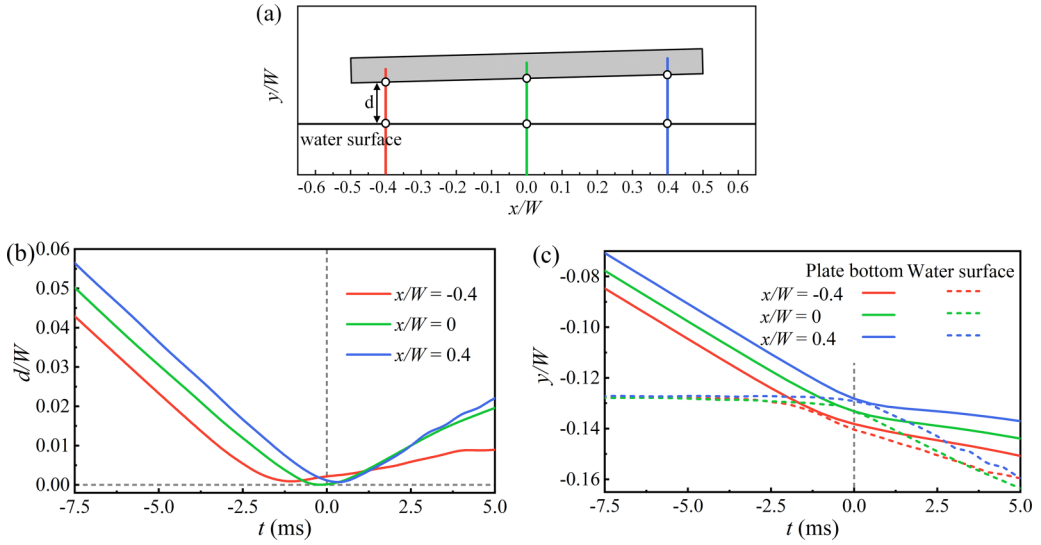 (a)
y/W
d
water surface
-0.6 -0.5 -0.4 -0.3 -0.2 -0.1 0.0 0.1 0.2 0.3 0.4 0.5 0.6
x/W
(b)
d/W
0.06
0.05
0.04
0.03
0.02
0.01
0.00
x/W = -0.4
x/W = 0
x/W = 0.4
-7.5 -5.0 -2.5 0.0 2.5 5.0
t (ms)
(c)
y/W
-0.08
-0.10
-0.12
-0.14
-0.16
Plate bottom Water surface
x/W = -0.4
x/W = 0
x/W = 0.4
-7.5 -5.0 -2.5 0.0 2.5 5.0
t (ms)